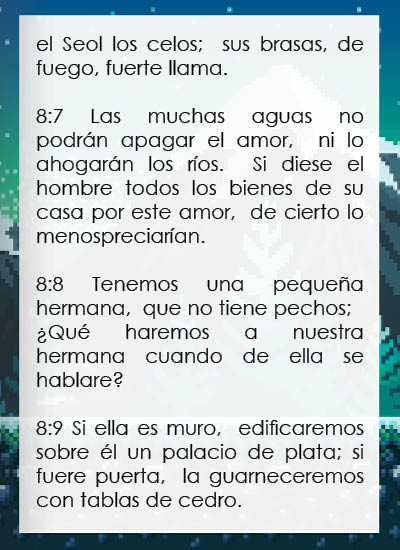 el Seol los celos; sus brasas, de
fuego, fuerte llama.
8:7 Las muchas aguas no
podrán apagar el amor, ni lo
ahogarán los ríos. Si diese el
hombre todos los bienes de su
casa por este amor, de cierto lo
menospreciarían.
8:8 Tenemos una pequeña
hermana, que no tiene pechos;
¿Qué haremos a nuestra
hermana cuando de ella se
hablare?
8:9 Si ella es muro, edificaremos
sobre él un palacio de plata; si
fuere puerta, la guarneceremos
con tablas de cedro.